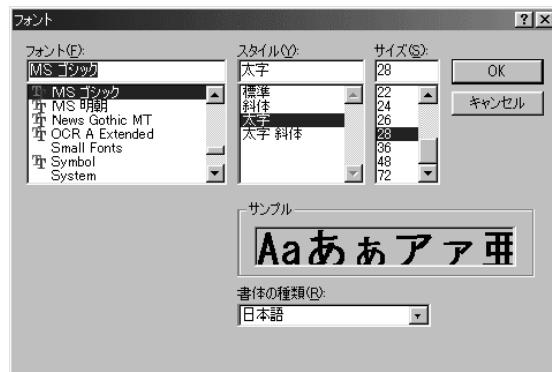 フォント
フォント(F):
MS ゴシック
MS ゴシック
MS 明朝
News Gothic MT
OCR A Extended
Small Fonts
Symbol
System
スタイル(Y):
太字
標準
斜体
太字
太字 斜体
サイズ(S):
28
22
24
26
28
36
48
72
OK
キャンセル
サンプル
Aaあぁアァ亜
書体の種類(R):
日本語